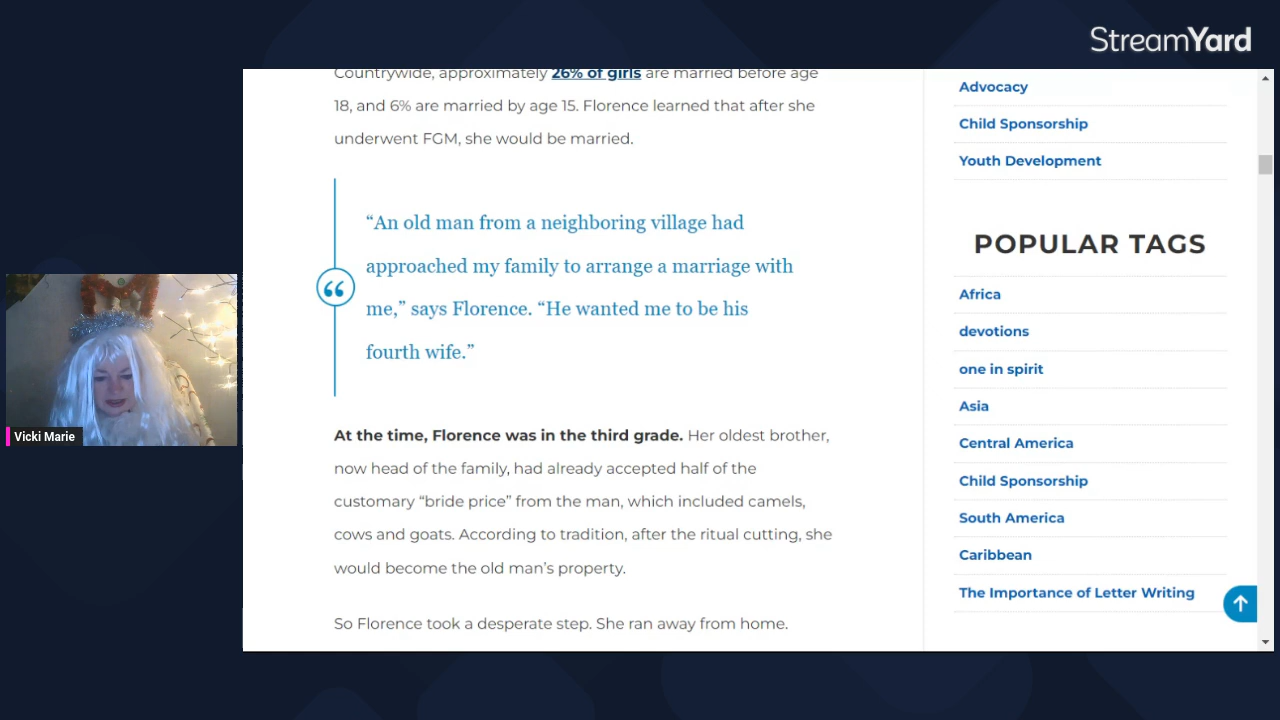 StreamYard
Countrywide, approximately 26% of girls are married before age
18, and 6% are married by age 15. Florence learned that after she
underwent FGM, she would be married.
“An old man from a neighboring village had
approached my family to arrange a marriage with
me,” says Florence. “He wanted me to be his
fourth wife.”
At the time, Florence was in the third grade. Her oldest brother,
now head of the family, had already accepted half of the
customary “bride price” from the man, which included camels,
cows and goats. According to tradition, after the ritual cutting, she
would become the old man’s property.
So Florence took a desperate step. She ran away from home.
Advocacy
Child Sponsorship
Youth Development
POPULAR TAGS
Africa
devotions
one in spirit
Asia
Central America
Child Sponsorship
South America
Caribbean
The Importance of Letter Writing
Vicki Marie